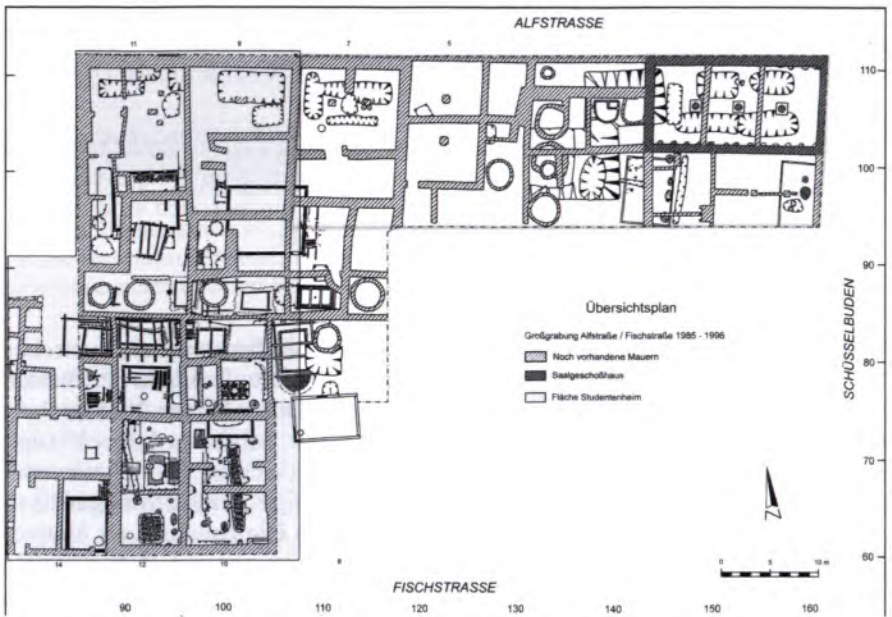 ALFSTRASSE
11 9 7 5
110
100
90
80
70
60
SCHÜSSELBUDEN
Übersichtsplan
Großgrabung Alfstraße / Fischstraße 1985 - 1996
Noch vorhandene Mauern
Saalgeschoßhaus
Fläche Studentenheim
N
0 5 10 m
14 12 10 8
FISCHSTRASSE
90 100 110 120 130 140 150 160